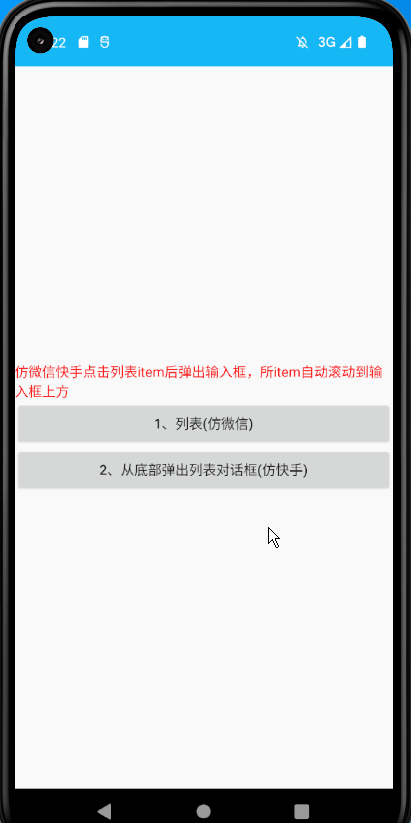 22
3G
仿微信快手点击列表item后弹出输入框，所item自动滚动到输
入框上方
1、列表(仿微信)
2、从底部弹出列表对话框(仿快手)